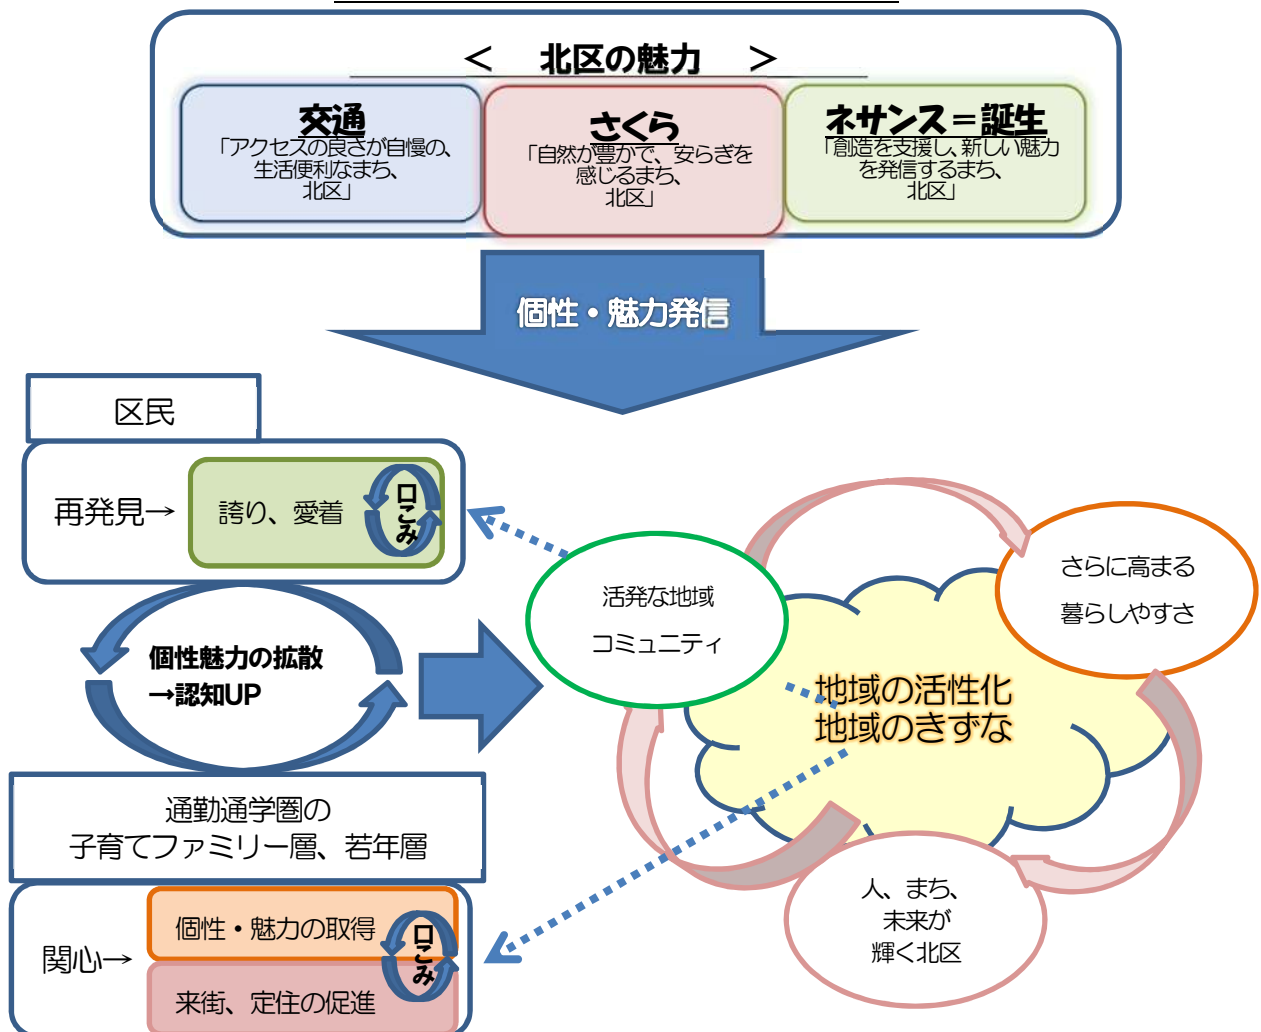 ＜ 北区の魅力 ＞
交通
「アクセスの良さが自慢の、
生活便利なまち、
北区」
さくら
「自然が豊かで、安らぎを
感じるまち、
北区」
ネサンス＝誕生
「創造を支援し、新しい魅力
を発信するまち、
北区」
個性・魅力発信
区民
再発見→
誇り、愛着
口こみ
個性魅力の拡散
→認知UP
通勤通学圏の
子育てファミリー層、若年層
関心→
個性・魅力の取得
来街、定住の促進
口こみ
活発な地域
コミュニティ
さらに高まる
暮らしやすさ
地域の活性化
地域のきずな
人、まち、
未来が
輝く北区